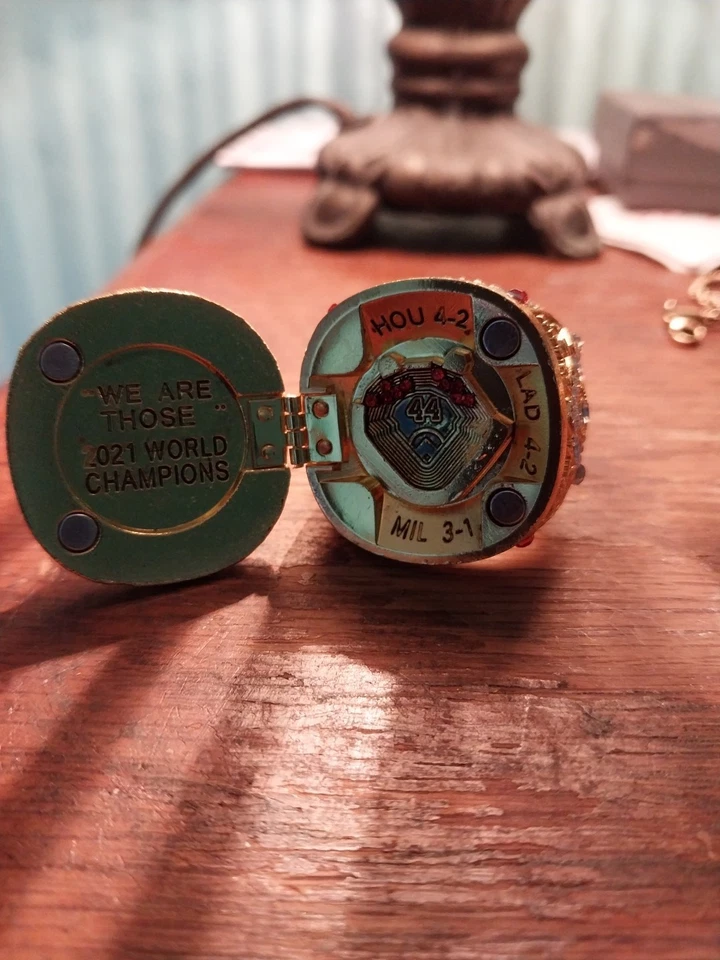 "WE ARE
THOSE"
2021 WORLD
CHAMPIONS
HOU 4-2
44
LAD 4-2
MIL 3-1